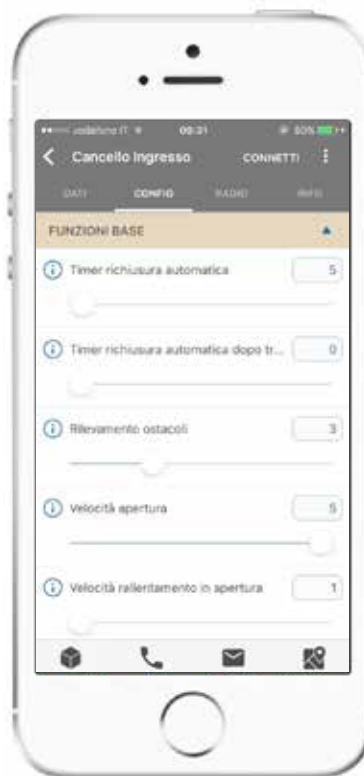 vodafone IT 09:31 80%
Cancello Ingresso CONNETTI
DATI CONFIG RADIO INFO
FUNZIONI BASE
Timer richiusura automatica 5
Timer richiusura automatica dopo tr... 0
Rilevamento ostacoli 3
Velocità apertura 5
Velocità rallentamento in apertura 1